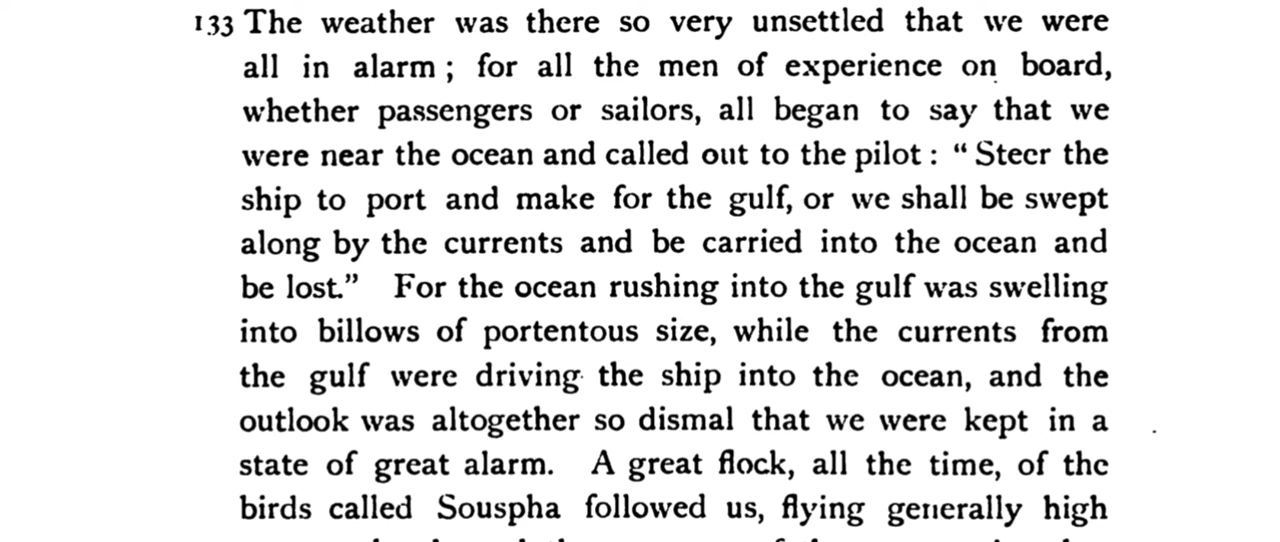 133 The weather was there so very unsettled that we were
all in alarm ; for all the men of experience on board,
whether passengers or sailors, all began to say that we
were near the ocean and called out to the pilot : “ Steer the
ship to port and make for the gulf, or we shall be swept
along by the currents and be carried into the ocean and
be lost.” For the ocean rushing into the gulf was swelling
into billows of portentous size, while the currents from
the gulf were driving the ship into the ocean, and the
outlook was altogether so dismal that we were kept in a
state of great alarm. A great flock, all the time, of the
birds called Souspha followed us, flying generally high